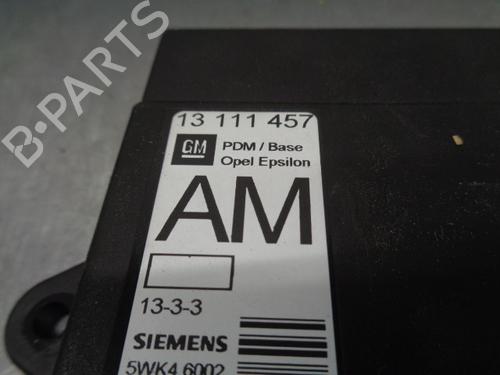 13 111 457
GM
PDM / Base
Opel Epsilon
AM
13-3-3
SIEMENS
5WK4 6002
B-PARTS